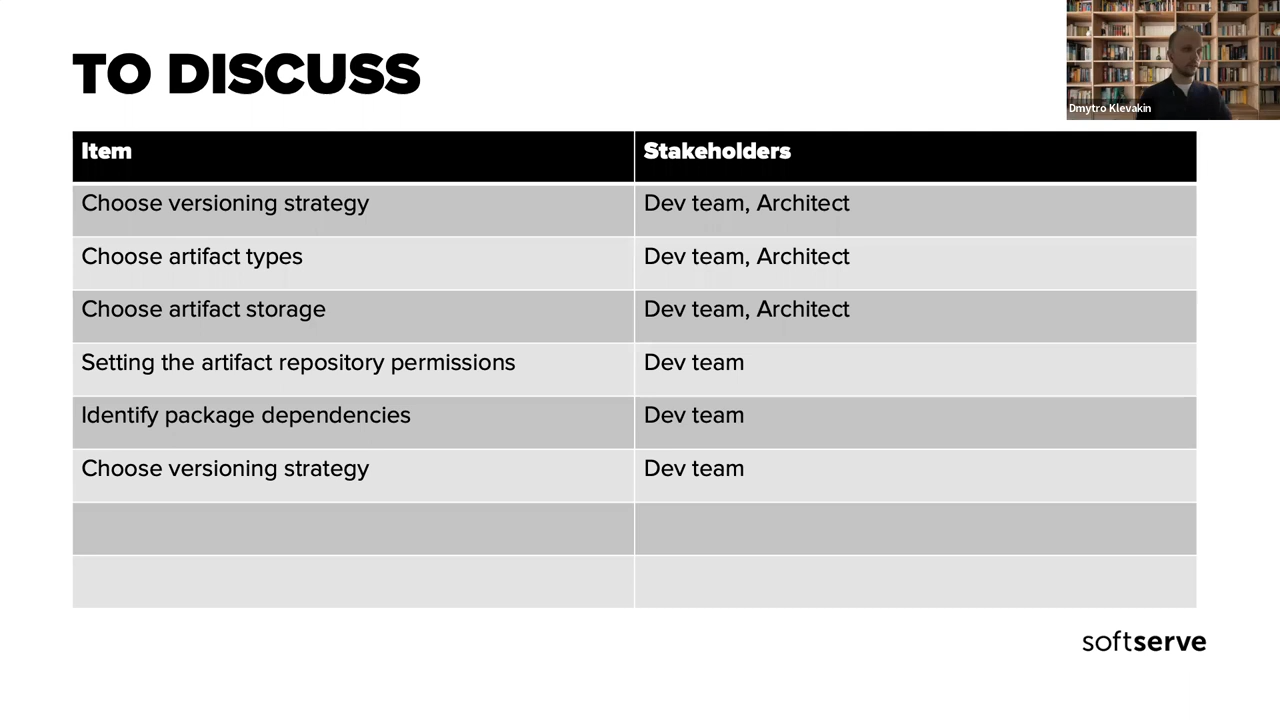 TO DISCUSS
Dmytro Klevakin
Item Stakeholders
Choose versioning strategy Dev team, Architect
Choose artifact types Dev team, Architect
Choose artifact storage Dev team, Architect
Setting the artifact repository permissions Dev team
Identify package dependencies Dev team
Choose versioning strategy Dev team
softserve